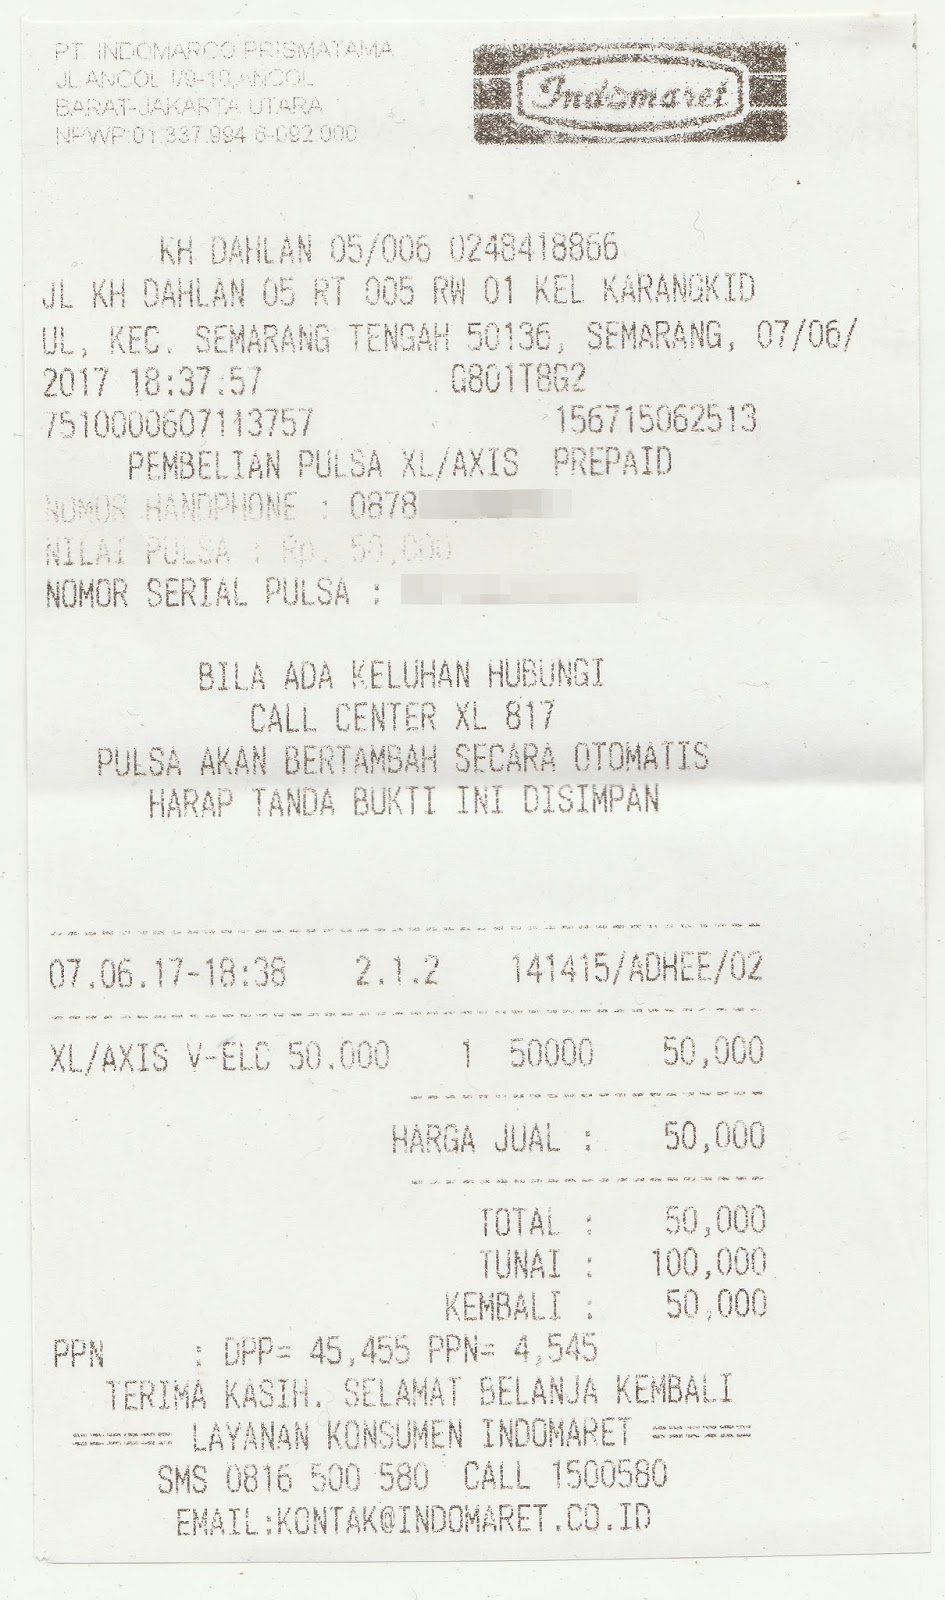 PT. INDOMARCO PRISMATAMA
JL.ANCOL I/9-10,ANCOL
BARAT-JAKARTA UTARA
NPWP:01.337.994.6-092.000
Indomaret
KH DAHLAN 05/006 0248418866
JL KH DAHLAN 05 RT 005 RW 01 KEL KARANGKID
UL, KEC. SEMARANG TENGAH 50136, SEMARANG, 07/06/
2017 18:37:57 G801T8G2
7510000607113757 156715062513
PEMBELIAN PULSA XL/AXIS PREPAID
NOMOR HANDPHONE : 0878
NILAI PULSA : Rp. 50,000
NOMOR SERIAL PULSA :
BILA ADA KELUHAN HUBUNGI
CALL CENTER XL 817
PULSA AKAN BERTAMBAH SECARA OTOMATIS
HARAP TANDA BUKTI INI DISIMPAN
07.06.17-18:38 2.1.2 141415/ADHEE/02
XL/AXIS V-ELC 50.000 1 50000 50,000
HARGA JUAL : 50,000
TOTAL : 50,000
TUNAI : 100,000
KEMBALI : 50,000
PPN : DPP= 45,455 PPN= 4,545
TERIMA KASIH. SELAMAT BELANJA KEMBALI
===== LAYANAN KONSUMEN INDOMARET =====
SMS 0816 500 580 CALL 1500580
EMAIL:KONTAK@INDOMARET.CO.ID